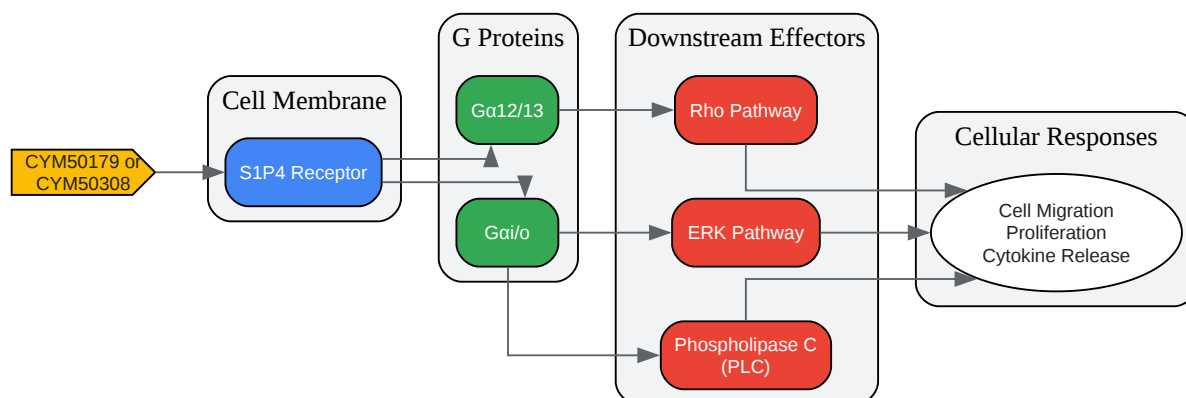 G Proteins
Downstream Effectors
Cell Membrane
Gα12/13
Rho Pathway
Cellular Responses
CYM50179 or
CYM50308
S1P4 Receptor
Gαi/o
ERK Pathway
Cell Migration
Proliferation
Cytokine Release
Phospholipase C
(PLC)